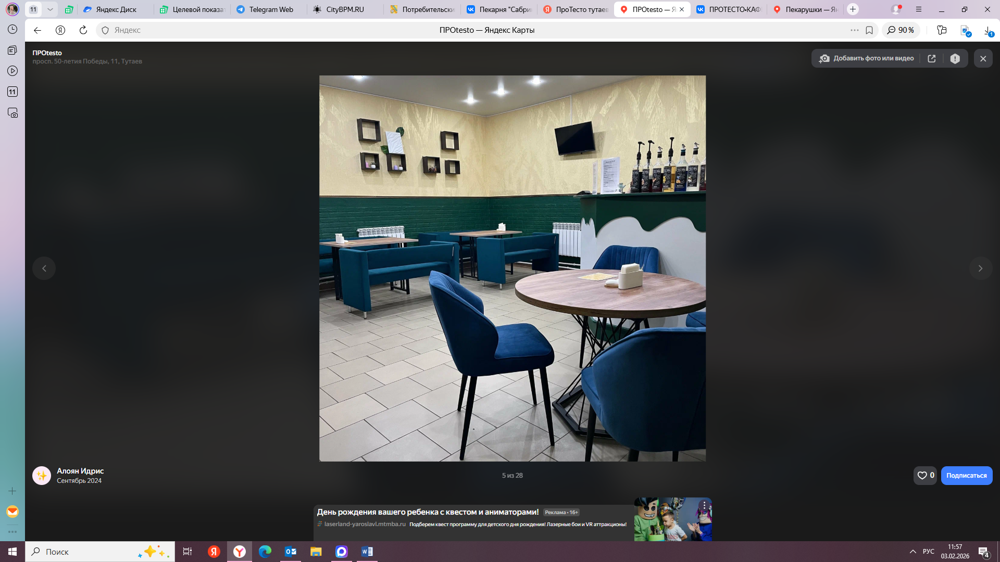 11
Яндекс Диск
Целевой показат
Telegram Web
CityBPM.RU
Потребительски
Пекарня "Сабри
ПроТесто тутаев
ПРОtesto — Я
ПРОТЕСТО•КАФ
Пекарушки — Ян
Яндекс
ПРОtesto — Яндекс Карты
90 %
1
ПРОtesto
просп. 50-летия Победы, 11, Тутаев
Добавить фото или видео
11
Алоян Идрис
Сентябрь 2024
5 из 28
0
Подписаться
День рождения вашего ребенка с квестом и аниматорами!
Реклама • 16+
laserland-yaroslavl.mtmba.ru
Подберем квест программу для детского дня рождения! Лазерные бои и VR аттракционы!
Поиск
РУС
11:57
03.02.2026
4